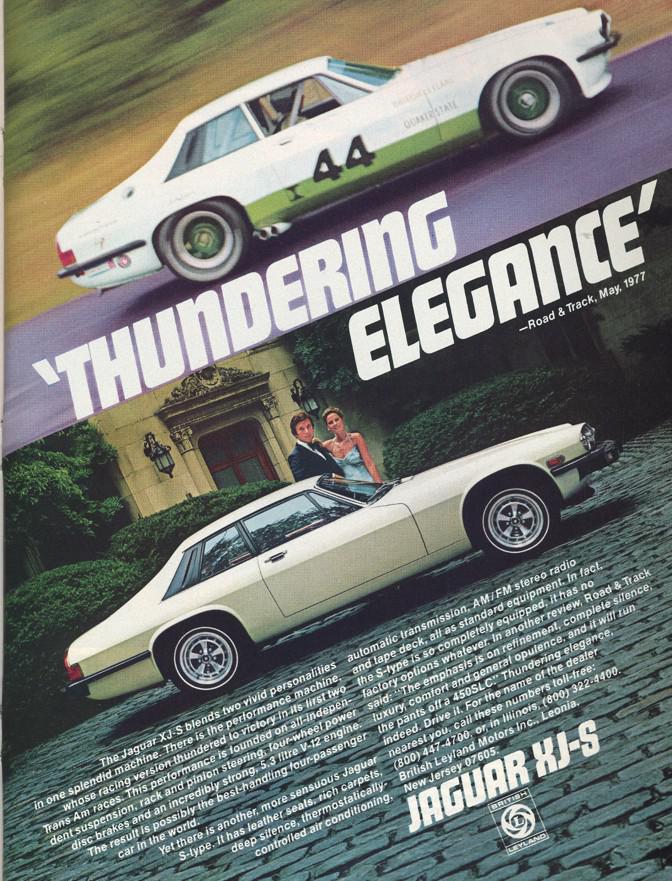 BRITISH LEYLAND
QUAKER STATE
44
'THUNDERING
ELEGANCE'
—Road & Track, May, 1977
The Jaguar XJ-S blends two vivid personalities
in one splendid machine. There is the performance machine,
whose racing version thundered to victory in its first two
Trans Am races. This performance is founded on all-indepen-
dent suspension, rack and pinion steering, four-wheel power
disc brakes and an incredibly strong, 5.3 litre V-12 engine.
The result is possibly the best-handling four-passenger
car in the world.
Yet there is another, more sensuous Jaguar
S-type. It has leather seats, rich carpets,
deep silence, thermostatically-
controlled air conditioning,
automatic transmission, AM/FM stereo radio
and tape deck, all as standard equipment. In fact,
the S-type is so completely equipped, it has no
factory options whatever. In another review, Road & Track
said: "The emphasis is on refinement, complete silence,
luxury, comfort and general opulence, and it will run
the pants off a 450SLC." Thundering elegance,
indeed. Drive it. For the name of the dealer
nearest you, call these numbers toll-free:
(800) 447-4700, or, in Illinois, (800) 322-4400.
British Leyland Motors Inc., Leonia,
New Jersey 07605.
JAGUAR XJ-S
BRITISH
L
LEYLAND